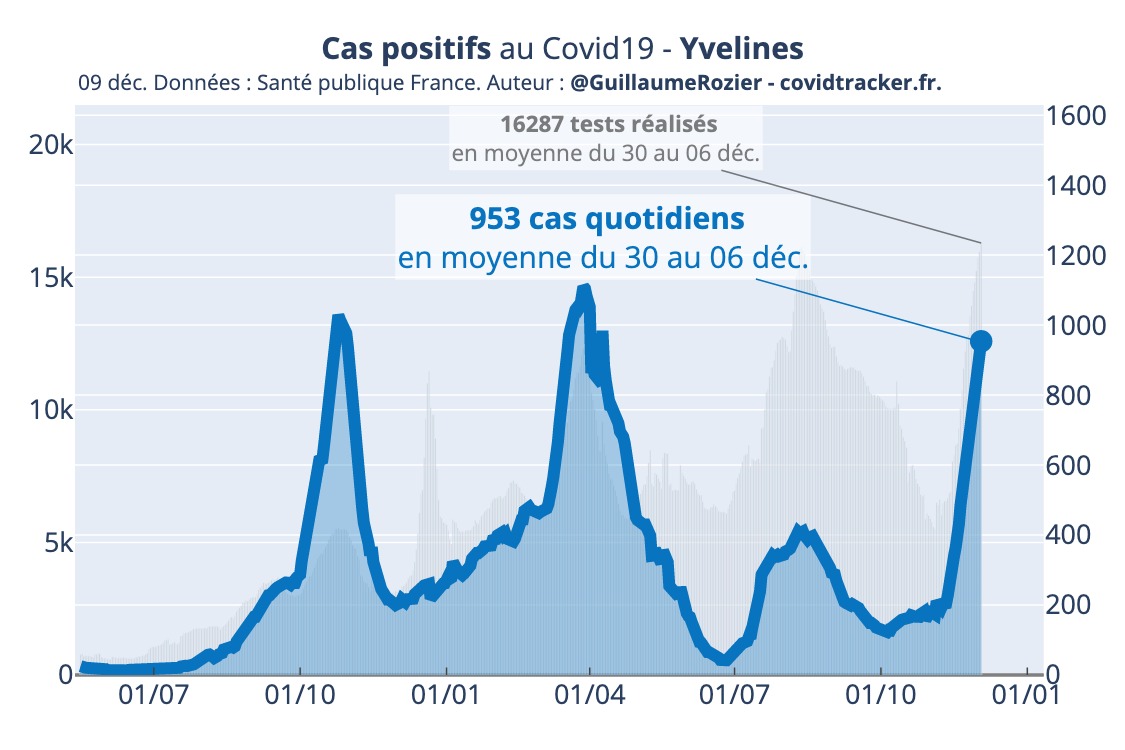 Cas positifs au Covid19 - Yvelines
09 déc. Données : Santé publique France. Auteur : @GuillaumeRozier - covidtracker.fr.
16287 tests réalisés
en moyenne du 30 au 06 déc.
953 cas quotidiens
en moyenne du 30 au 06 déc.
20k
15k
10k
5k
0
1600
1400
1200
1000
800
600
400
200
0
01/07
01/10
01/01
01/04
01/07
01/10
01/01